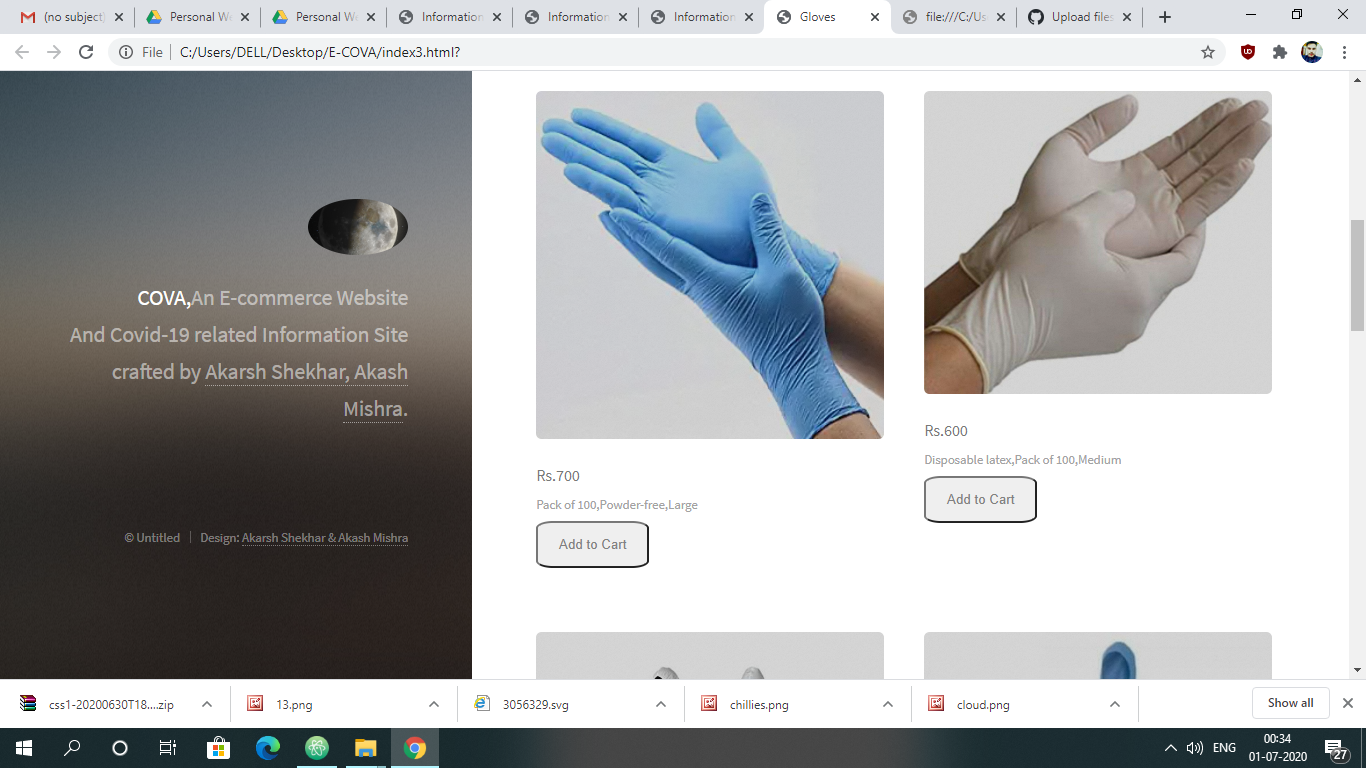 (no subject)
Personal We
Personal We
Information
Information
Information
Gloves
file:///C:/Us
Upload files
File
C:/Users/DELL/Desktop/E-COVA/index3.html?
COVA,An E-commerce Website
And Covid-19 related Information Site
crafted by Akarsh Shekhar, Akash
Mishra.
© Untitled
Design: Akarsh Shekhar & Akash Mishra
Rs.700
Pack of 100,Powder-free,Large
Add to Cart
Rs.600
Disposable latex,Pack of 100,Medium
Add to Cart
css1-20200630T18....zip
13.png
3056329.svg
chillies.png
cloud.png
Show all
ENG
00:34
01-07-2020
27